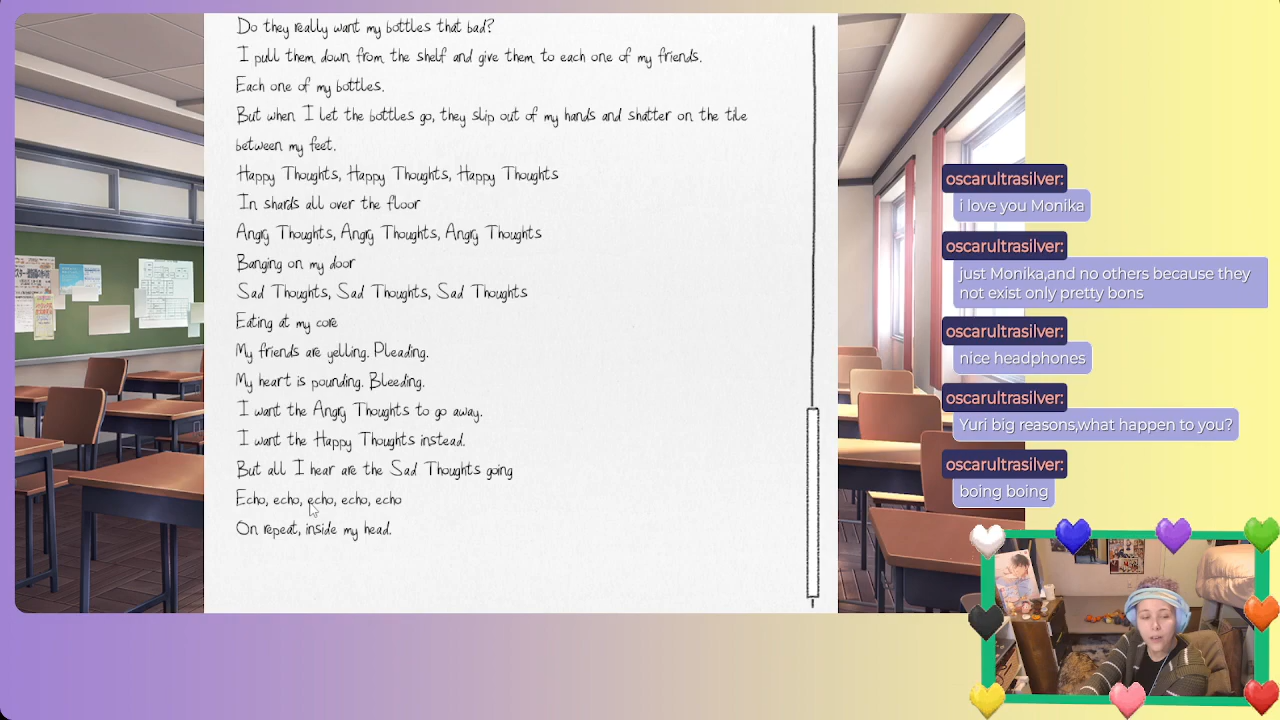 Do they really want my bottles that bad?
I pull them down from the shelf and give them to each one of my friends.
Each one of my bottles.
But when I let the bottles go, they slip out of my hands and shatter on the tile
between my feet.
Happy Thoughts, Happy Thoughts, Happy Thoughts
In shards all over the floor
Angry Thoughts, Angry Thoughts, Angry Thoughts
Banging on my door
Sad Thoughts, Sad Thoughts, Sad Thoughts
Eating at my core
My friends are yelling. Pleading.
My heart is pounding. Bleeding.
I want the Angry Thoughts to go away.
I want the Happy Thoughts instead.
But all I hear are the Sad Thoughts going
Echo, echo, echo, echo, echo
On repeat, inside my head.
oscarultrasilver:
i love you Monika
oscarultrasilver:
just Monika,and no others because they
not exist only pretty bons
oscarultrasilver:
nice headphones
oscarultrasilver:
Yuri big reasons,what happen to you?
oscarultrasilver:
boing boing